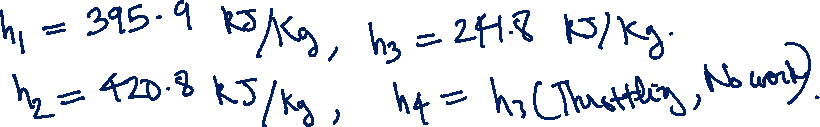 h₁ = 395.9 kJ/kg, h₃ = 241.8 kJ/kg.
h₂ = 420.8 kJ/kg, h₄ = h₃ (Throttling, No work).